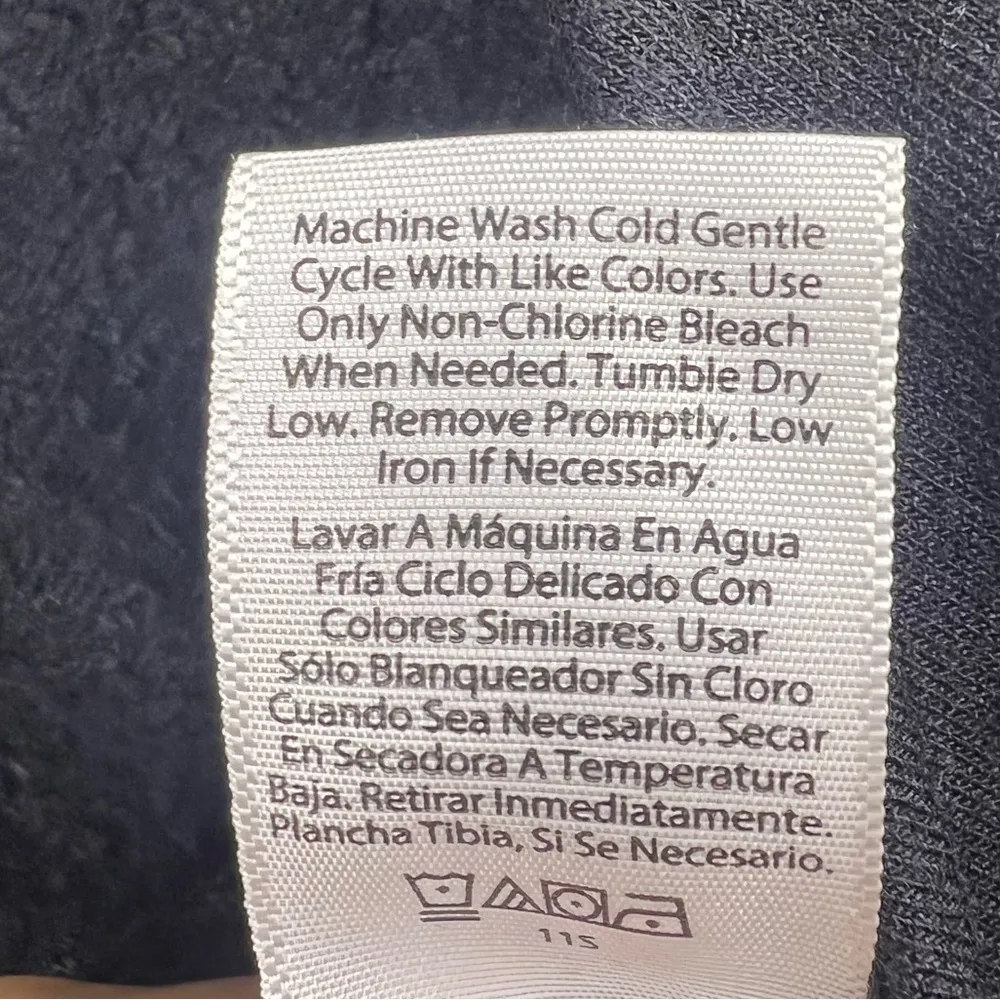 Machine Wash Cold Gentle
Cycle With Like Colors. Use
Only Non-Chlorine Bleach
When Needed. Tumble Dry
Low. Remove Promptly. Low
Iron If Necessary.
Lavar A Máquina En Agua
Fría Ciclo Delicado Con
Colores Similares. Usar
Sólo Blanqueador Sin Cloro
Cuando Sea Necesario. Secar
En Secadora A Temperatura
Baja. Retirar Inmediatamente.
Plancha Tibia, Si Se Necesario.
115